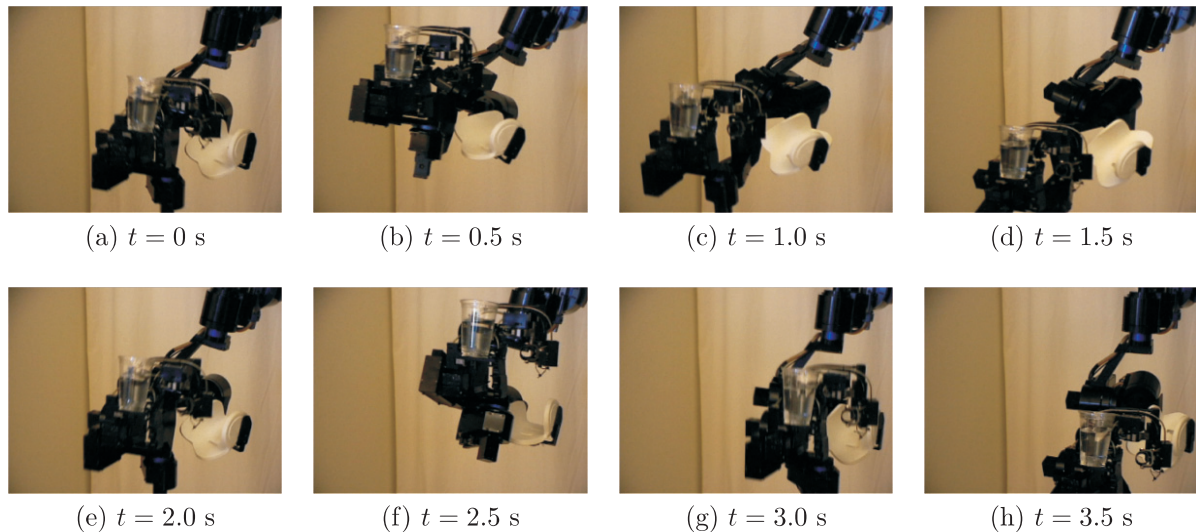 (a) t = 0 s
(b) t = 0.5 s
(c) t = 1.0 s
(d) t = 1.5 s
(e) t = 2.0 s
(f) t = 2.5 s
(g) t = 3.0 s
(h) t = 3.5 s